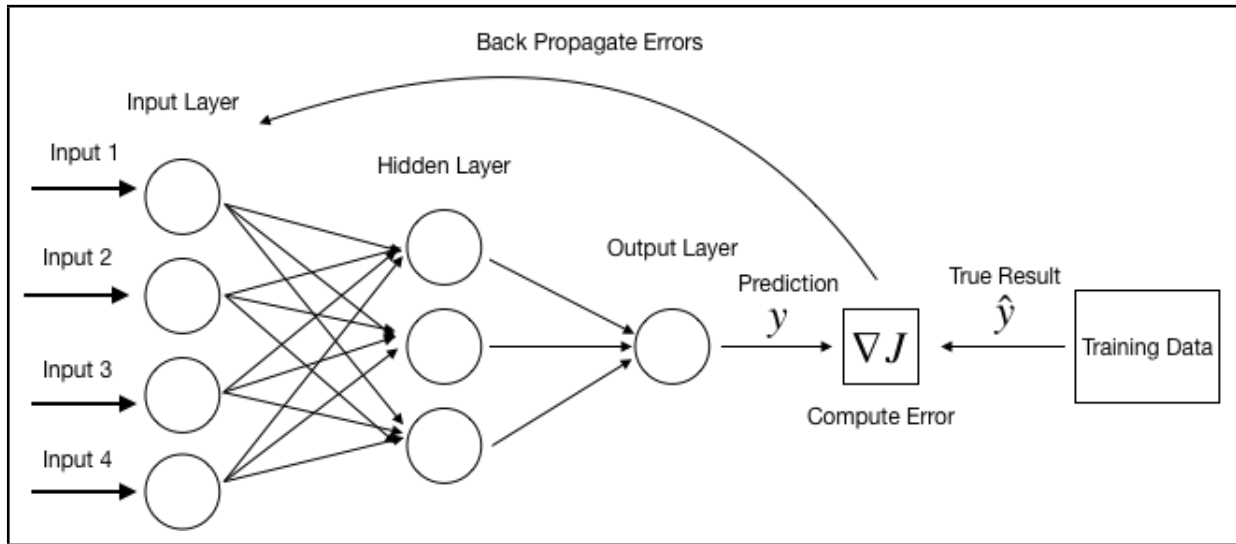 Back Propagate Errors
Input Layer
Input 1
Hidden Layer
Input 2
Output Layer
Prediction
True Result
y
ŷ
∇J
Training Data
Input 3
Compute Error
Input 4